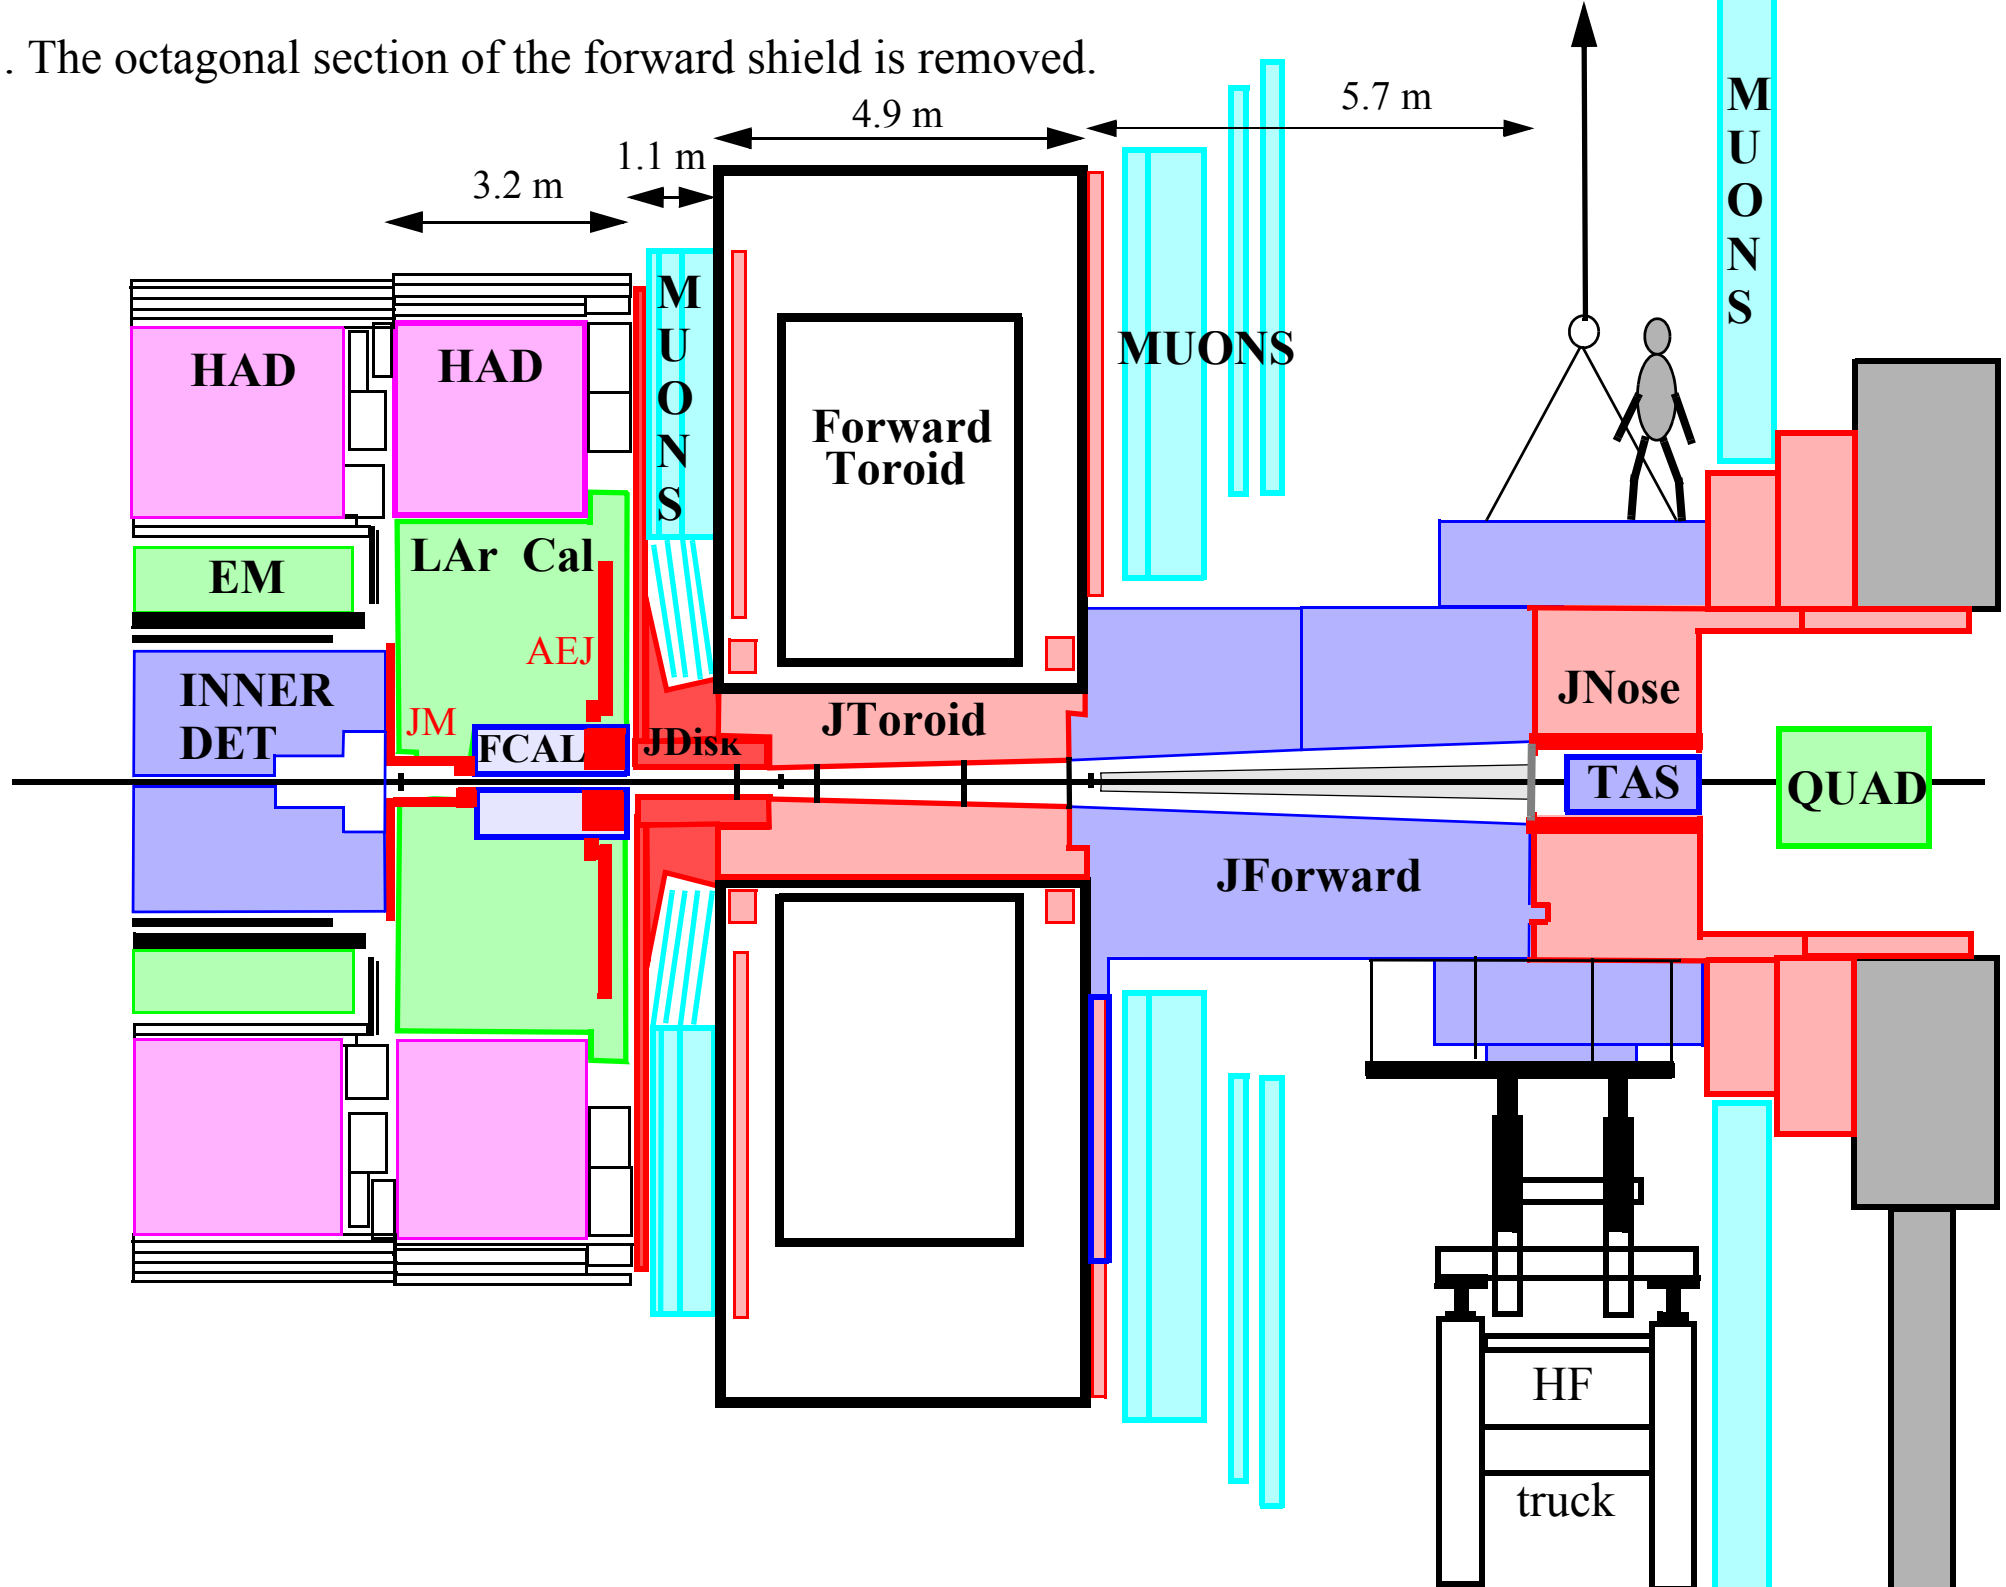 . The octagonal section of the forward shield is removed.
4.9 m
5.7 m
1.1 m
3.2 m
MUONS
MUONS
MUONS
HAD
HAD
Forward
Toroid
LAr Cal
EM
AEJ
INNER
DET
JM
FCAL
JDisk
JToroid
JNose
TAS
QUAD
JForward
HF
truck